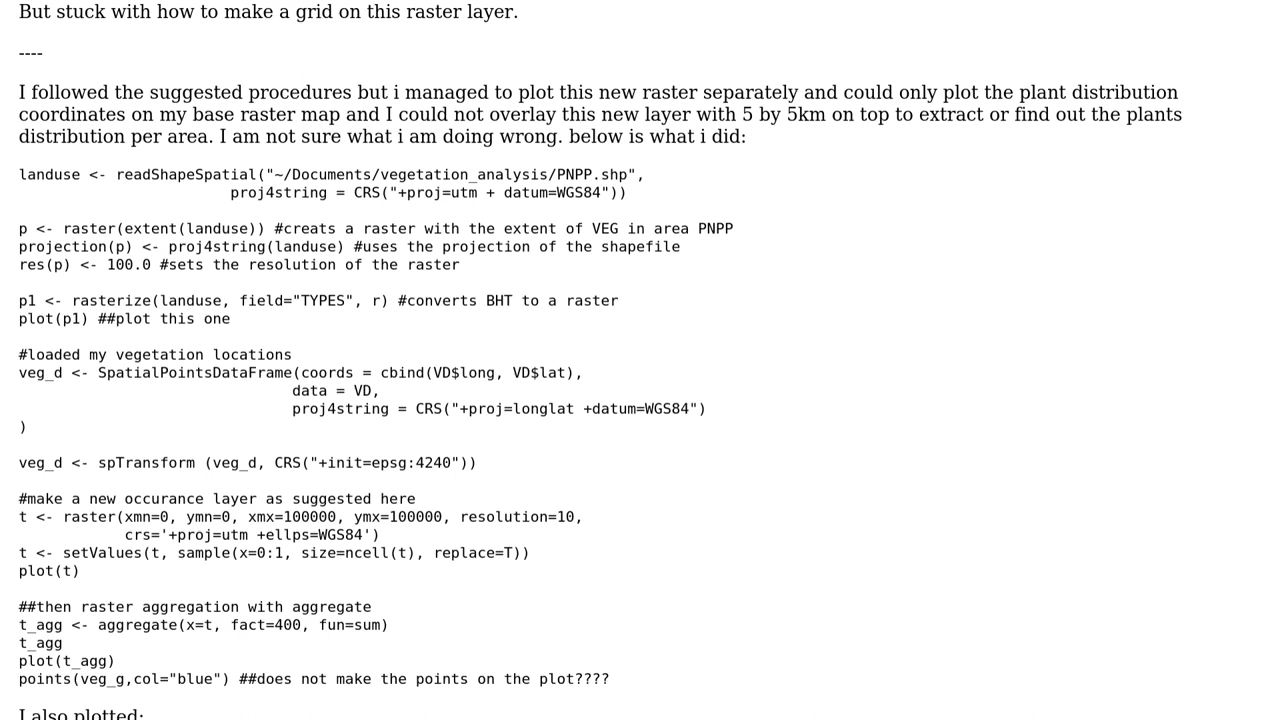 But stuck with how to make a grid on this raster layer.
----
I followed the suggested procedures but i managed to plot this new raster separately and could only plot the plant distribution
coordinates on my base raster map and I could not overlay this new layer with 5 by 5km on top to extract or find out the plants
distribution per area. I am not sure what i am doing wrong. below is what i did:
landuse <- readShapeSpatial("~/Documents/vegetation_analysis/PNPP.shp",
                        proj4string = CRS("+proj=utm + datum=WGS84"))
p <- raster(extent(landuse)) #creats a raster with the extent of VEG in area PNPP
projection(p) <- proj4string(landuse) #uses the projection of the shapefile
res(p) <- 100.0 #sets the resolution of the raster
p1 <- rasterize(landuse, field="TYPES", r) #converts BHT to a raster
plot(p1) ##plot this one
#loaded my vegetation locations
veg_d <- SpatialPointsDataFrame(coords = cbind(VD$long, VD$lat),
                               data = VD,
                               proj4string = CRS("+proj=longlat +datum=WGS84")
)
veg_d <- spTransform (veg_d, CRS("+init=epsg:4240"))
#make a new occurance layer as suggested here
t <- raster(xmn=0, ymn=0, xmx=100000, ymx=100000, resolution=10,
            crs='+proj=utm +ellps=WGS84')
t <- setValues(t, sample(x=0:1, size=ncell(t), replace=T))
plot(t)
##then raster aggregation with aggregate
t_agg <- aggregate(x=t, fact=400, fun=sum)
t_agg
plot(t_agg)
points(veg_g,col="blue") ##does not make the points on the plot????
I also plotted: